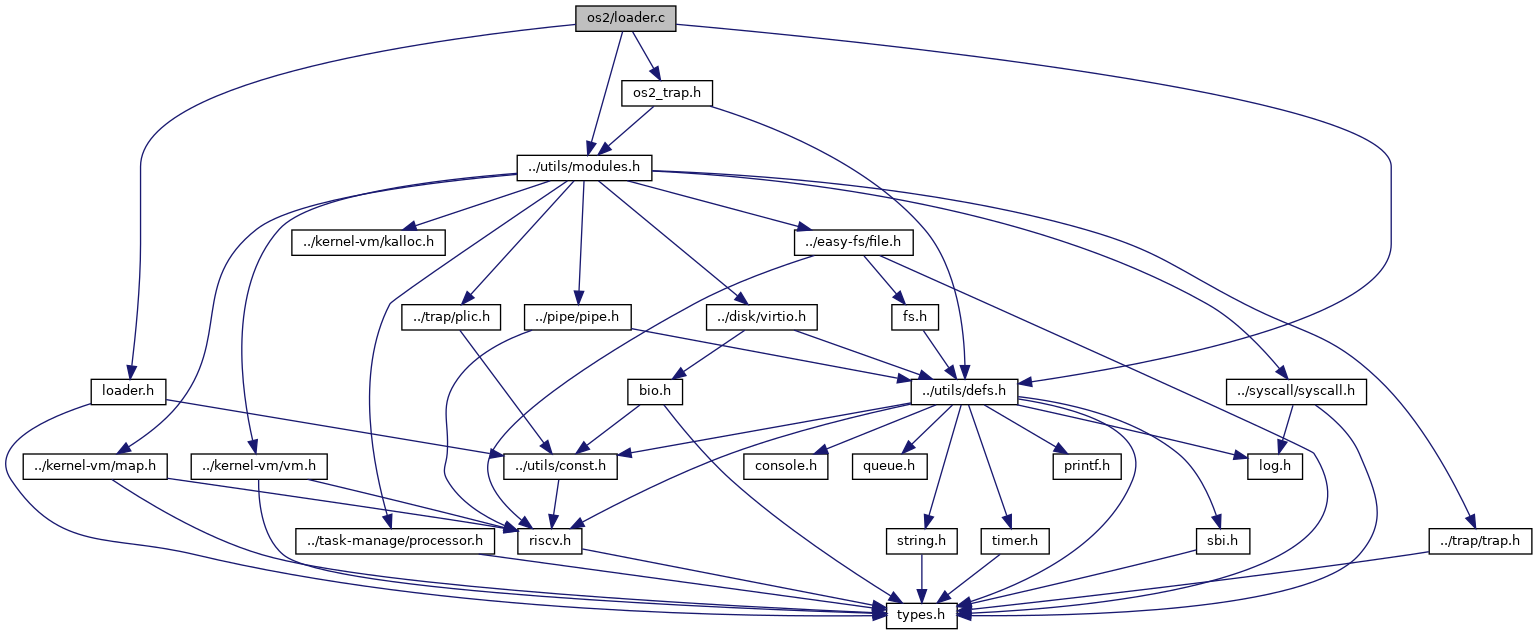 os2/loader.c
os2_trap.h
../utils/modules.h
../kernel-vm/kalloc.h
../easy-fs/file.h
../trap/plic.h
../pipe/pipe.h
../disk/virtio.h
fs.h
loader.h
bio.h
../utils/defs.h
../syscall/syscall.h
../kernel-vm/map.h
../kernel-vm/vm.h
../utils/const.h
console.h
queue.h
printf.h
log.h
../task-manage/processor.h
riscv.h
string.h
timer.h
sbi.h
../trap/trap.h
types.h